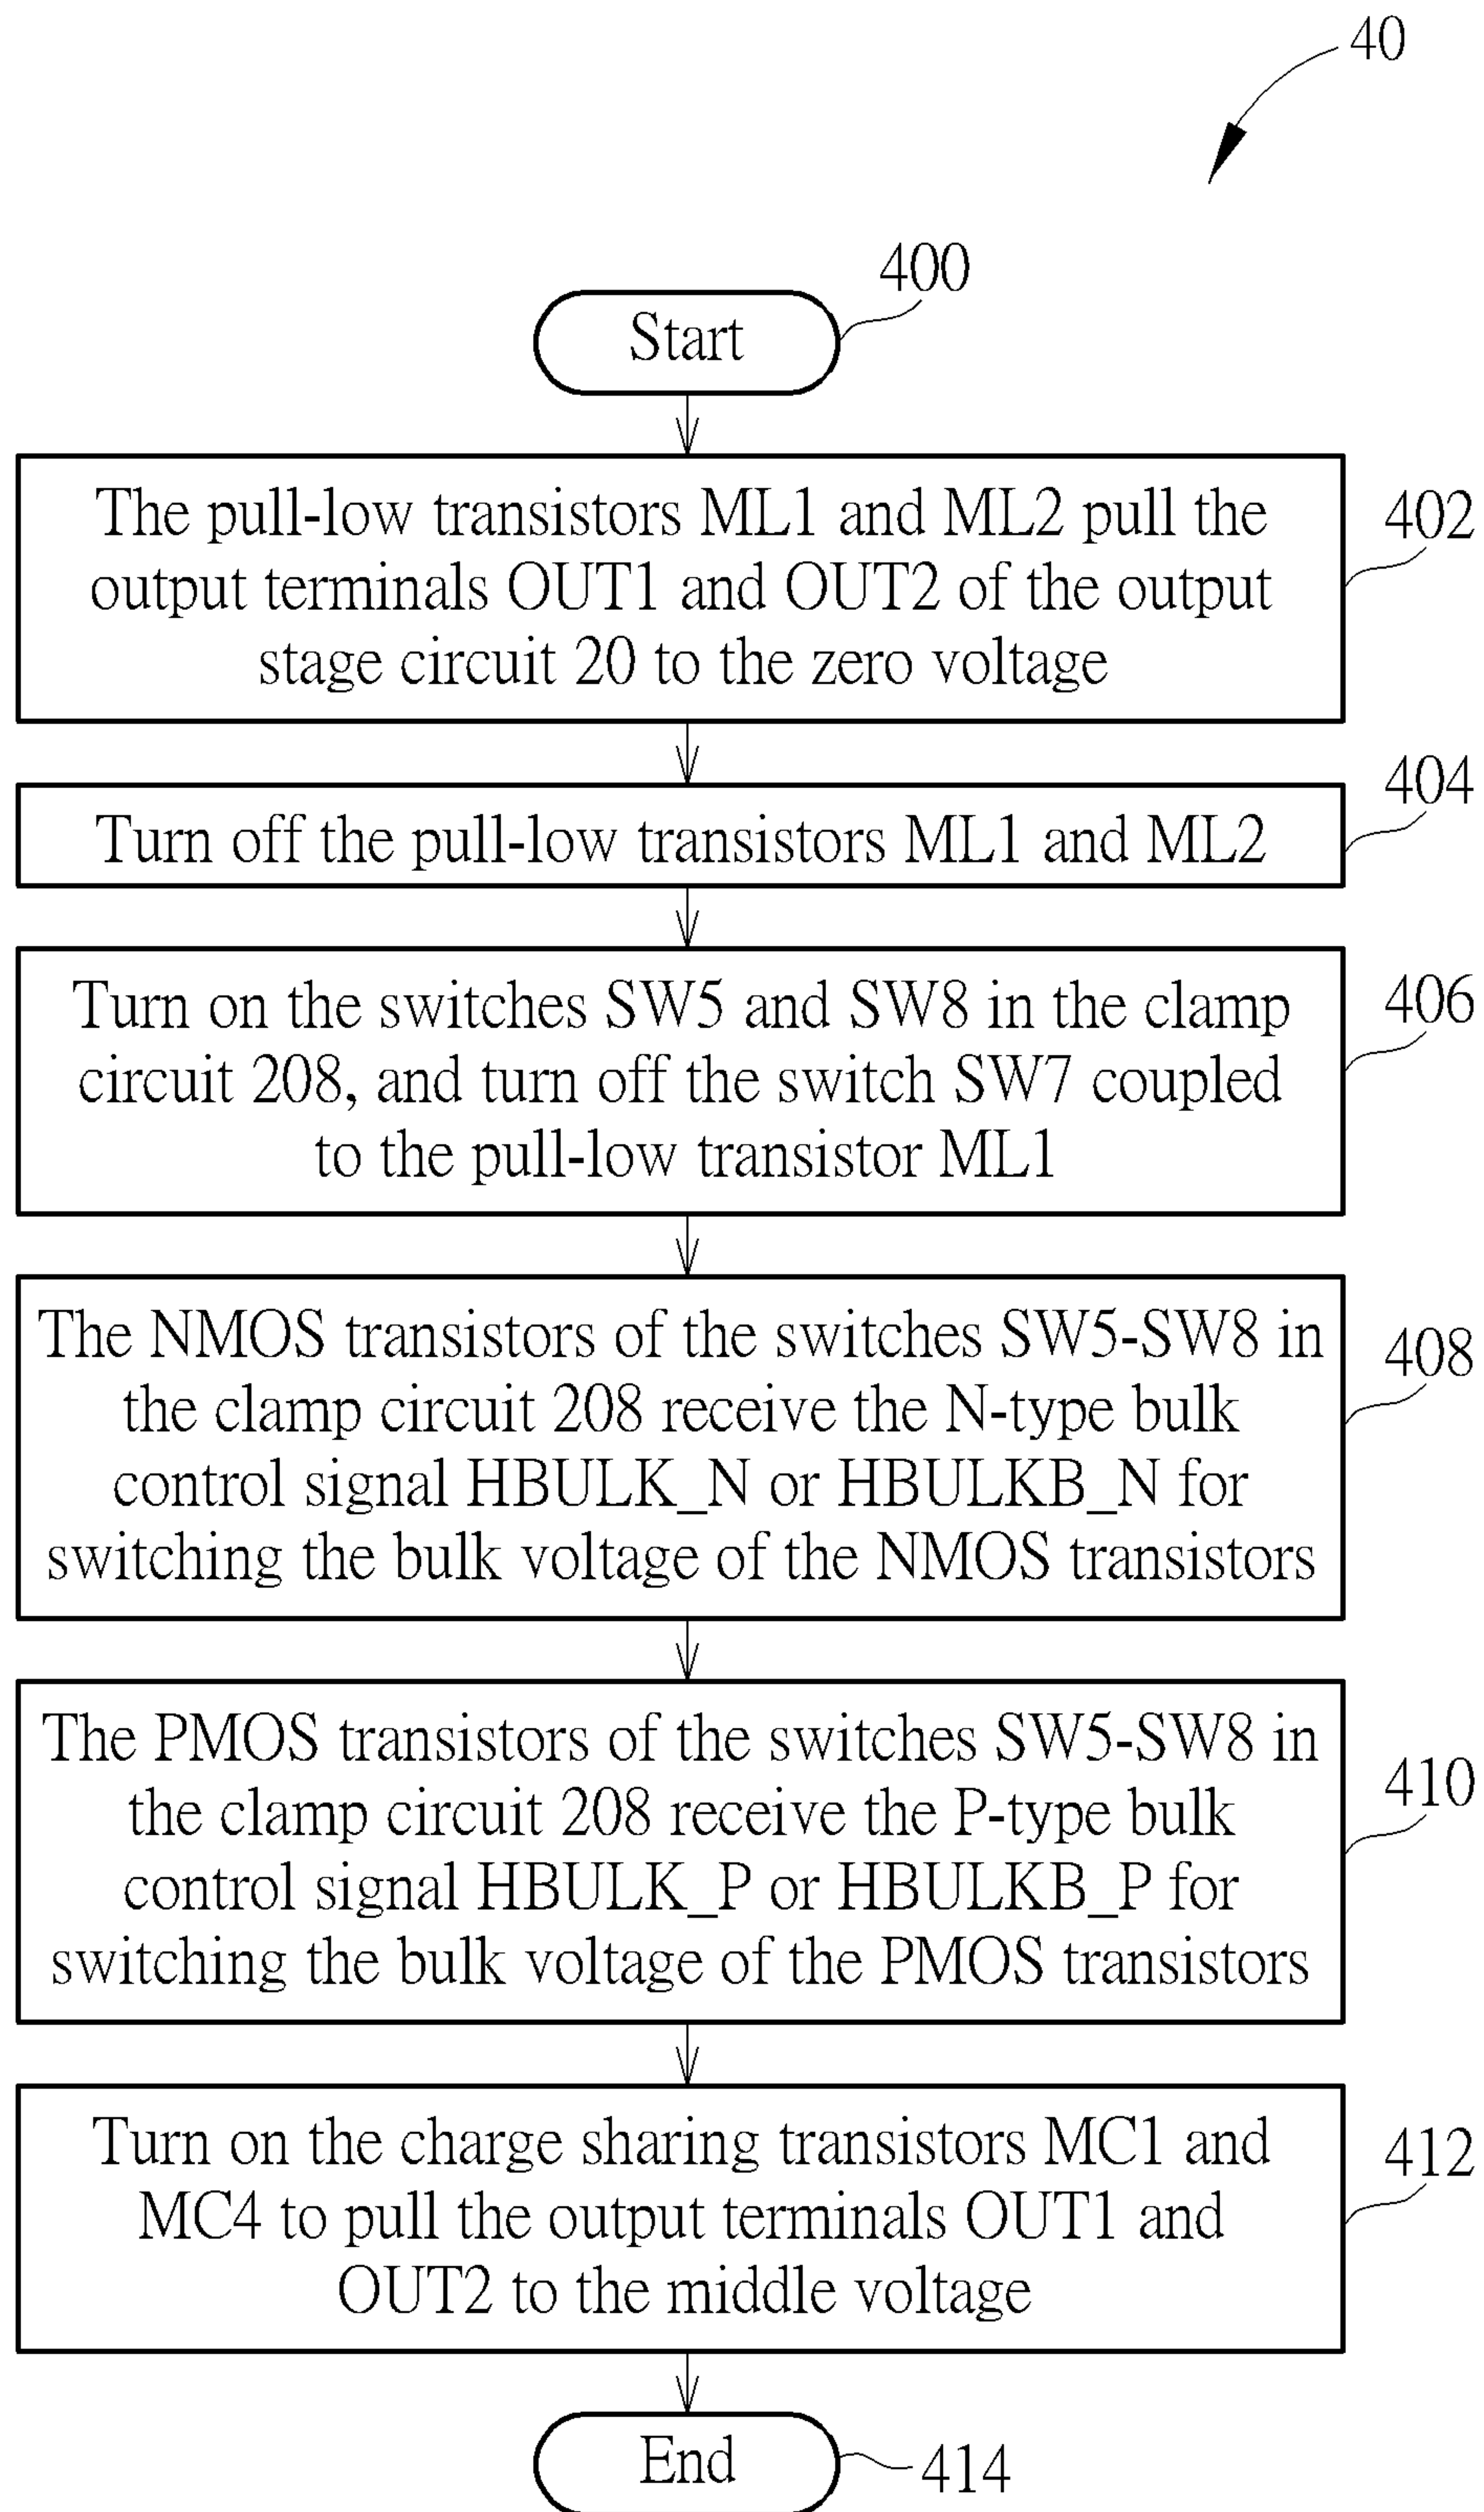 40
400
Start
The pull-low transistors ML1 and ML2 pull the
output terminals OUT1 and OUT2 of the output
stage circuit 20 to the zero voltage
402
Turn off the pull-low transistors ML1 and ML2
404
Turn on the switches SW5 and SW8 in the clamp
circuit 208, and turn off the switch SW7 coupled
to the pull-low transistor ML1
406
The NMOS transistors of the switches SW5-SW8 in
the clamp circuit 208 receive the N-type bulk
control signal HBULK_N or HBULKB_N for
switching the bulk voltage of the NMOS transistors
408
The PMOS transistors of the switches SW5-SW8 in
the clamp circuit 208 receive the P-type bulk
control signal HBULK_P or HBULKB_P for
switching the bulk voltage of the PMOS transistors
410
Turn on the charge sharing transistors MC1 and
MC4 to pull the output terminals OUT1 and
OUT2 to the middle voltage
412
End
414